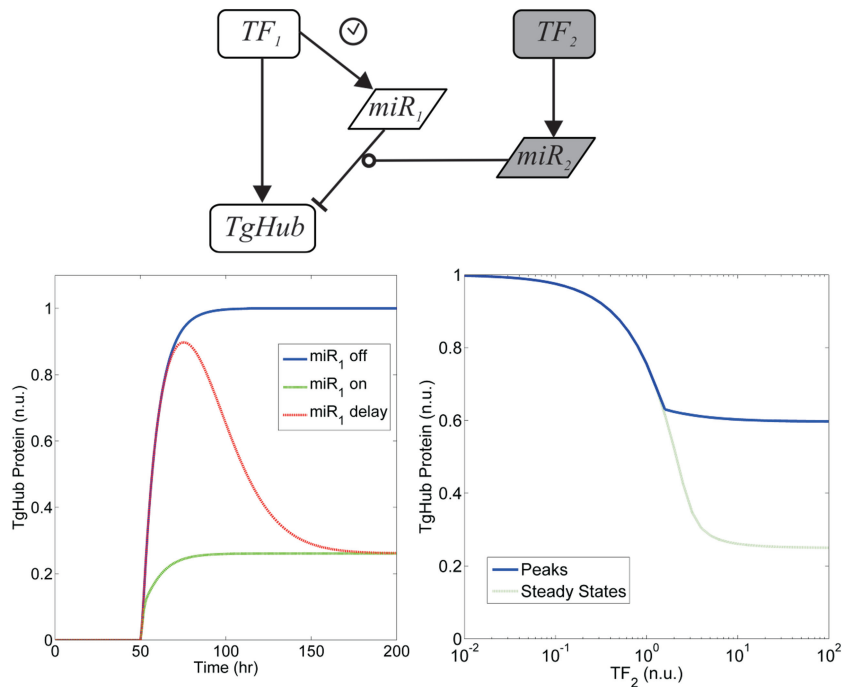 TF₁
TF₂
miR₁
miR₂
TgHub
TgHub Protein (n.u.)
1
0.8
0.6
0.4
0.2
0
0 50 100 150 200
Time (hr)
miR₁ off
miR₁ on
miR₁ delay
TgHub Protein (n.u.)
1
0.8
0.6
0.4
0.2
0
10⁻² 10⁻¹ 10⁰ 10¹ 10²
TF₂ (n.u.)
Peaks
Steady States